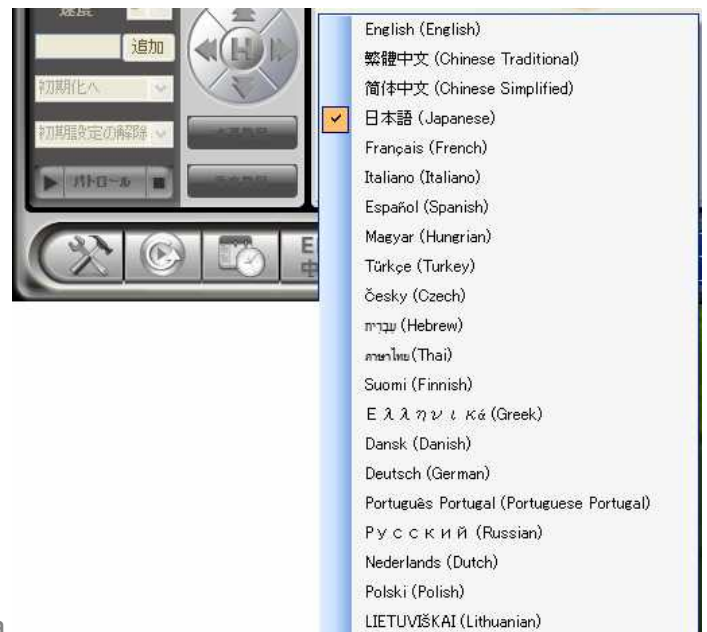 速度
追加
初期化へ
初期設定の解除
パトロール
H
E
中
English (English)
繁體中文 (Chinese Traditional)
简体中文 (Chinese Simplified)
日本語 (Japanese)
Français (French)
Italiano (Italiano)
Español (Spanish)
Magyar (Hungrian)
Türkçe (Turkey)
Česky (Czech)
עִבְרִית (Hebrew)
ภาษาไทย (Thai)
Suomi (Finnish)
Ελληνικά (Greek)
Dansk (Danish)
Deutsch (German)
Português Portugal (Portuguese Portugal)
Русский (Russian)
Nederlands (Dutch)
Polski (Polish)
LIETUVIŠKAI (Lithuanian)